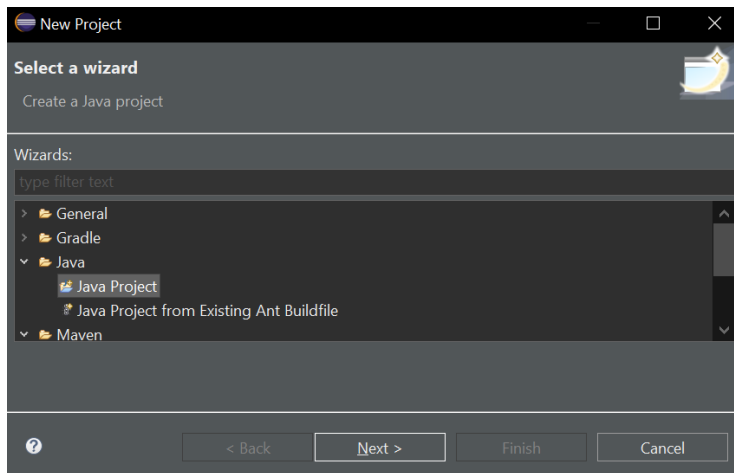 New Project
Select a wizard
Create a Java project
Wizards:
type filter text
General
Gradle
Java
Java Project
Java Project from Existing Ant Buildfile
Maven
?
< Back Next > Finish Cancel